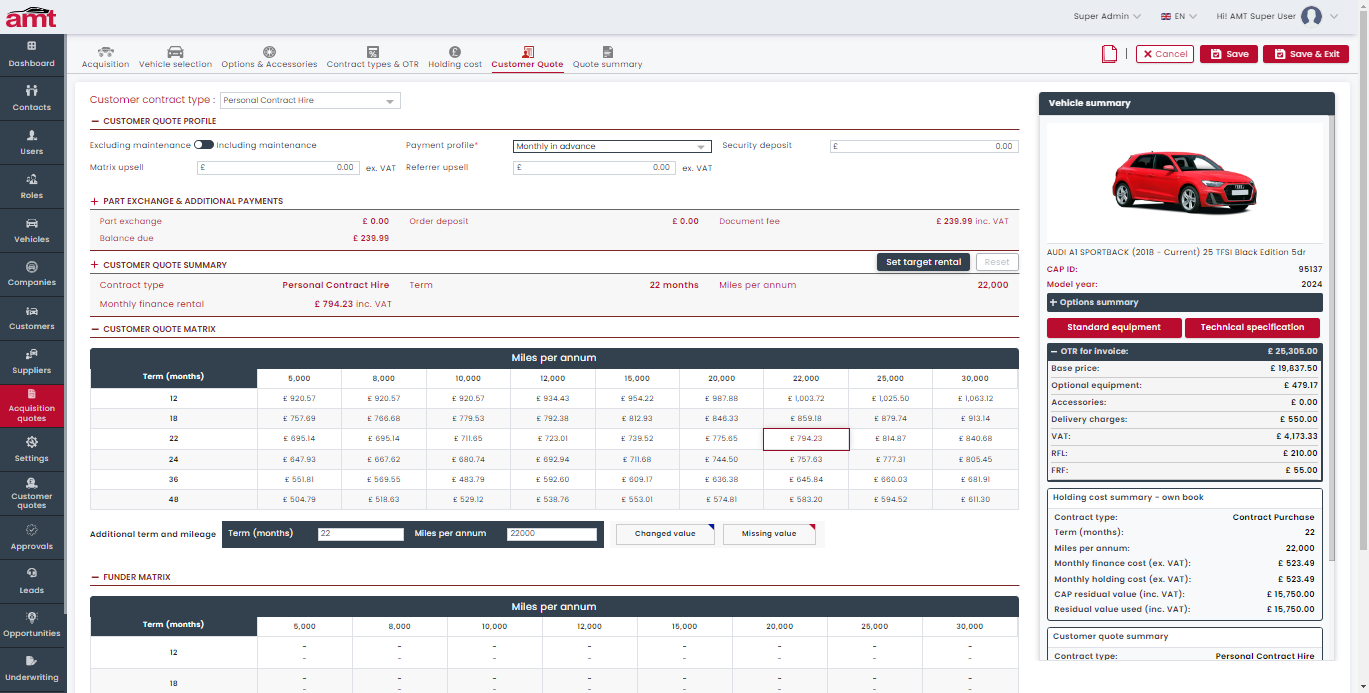 amt
Super Admin
EN
Hi! AMT Super User
Dashboard
Contacts
Users
Roles
Vehicles
Companies
Customers
Suppliers
Acquisition
quotes
Settings
Customer
quotes
Approvals
Leads
Opportunities
Underwriting
Acquisition Vehicle selection Options & Accessories Contract types & OTR Holding cost Customer Quote Quote summary
Cancel Save Save & Exit
Customer contract type : Personal Contract Hire
CUSTOMER QUOTE PROFILE
Excluding maintenance Including maintenance Payment profile* Monthly in advance Security deposit £ 0.00
Matrix upsell £ 0.00 ex. VAT Referrer upsell £ 0.00 ex. VAT
+ PART EXCHANGE & ADDITIONAL PAYMENTS
Part exchange £ 0.00 Order deposit £ 0.00 Document fee £ 239.99 inc. VAT
Balance due £ 239.99
+ CUSTOMER QUOTE SUMMARY Set target rental Reset
Contract type Personal Contract Hire Term 22 months Miles per annum 22,000
Monthly finance rental £ 794.23 inc. VAT
− CUSTOMER QUOTE MATRIX
Miles per annum
Term (months) 5,000 8,000 10,000 12,000 15,000 20,000 22,000 25,000 30,000
12 £ 920.57 £ 920.57 £ 920.57 £ 934.43 £ 954.22 £ 987.88 £ 1,003.72 £ 1,025.50 £ 1,063.12
18 £ 757.69 £ 766.68 £ 779.53 £ 792.38 £ 812.93 £ 846.33 £ 859.18 £ 879.74 £ 913.14
22 £ 695.14 £ 695.14 £ 711.65 £ 723.01 £ 739.52 £ 775.65 £ 794.23 £ 814.87 £ 840.68
24 £ 647.93 £ 667.62 £ 680.74 £ 692.94 £ 711.68 £ 744.50 £ 757.63 £ 777.31 £ 805.45
36 £ 551.81 £ 569.55 £ 483.79 £ 592.60 £ 609.17 £ 636.38 £ 645.84 £ 660.03 £ 681.91
48 £ 504.79 £ 518.63 £ 529.12 £ 538.76 £ 553.01 £ 574.81 £ 583.20 £ 594.52 £ 611.30
Additional term and mileage Term (months) 22 Miles per annum 22000 Changed value Missing value
− FUNDER MATRIX
Miles per annum
Term (months) 5,000 8,000 10,000 12,000 15,000 20,000 25,000 30,000
12 - - - - - - - -
- - - - - - - -
18 - - - - - - - -
- - - - - - - -
Vehicle summary
AUDI A1 SPORTBACK (2018 - Current) 25 TFSI Black Edition 5dr
CAP ID: 95137
Model year: 2024
+ Options summary
Standard equipment Technical specification
− OTR for invoice: £ 25,305.00
Base price: £ 19,837.50
Optional equipment: £ 479.17
Accessories: £ 0.00
Delivery charges: £ 550.00
VAT: £ 4,173.33
RFL: £ 210.00
FRF: £ 55.00
Holding cost summary - own book
Contract type: Contract Purchase
Term (months): 22
Miles per annum: 22,000
Monthly finance cost (ex. VAT): £ 523.49
Monthly holding cost (ex. VAT): £ 523.49
CAP residual value (inc. VAT): £ 15,750.00
Residual value used (inc. VAT): £ 15,750.00
Customer quote summary
Contract type: Personal Contract Hire